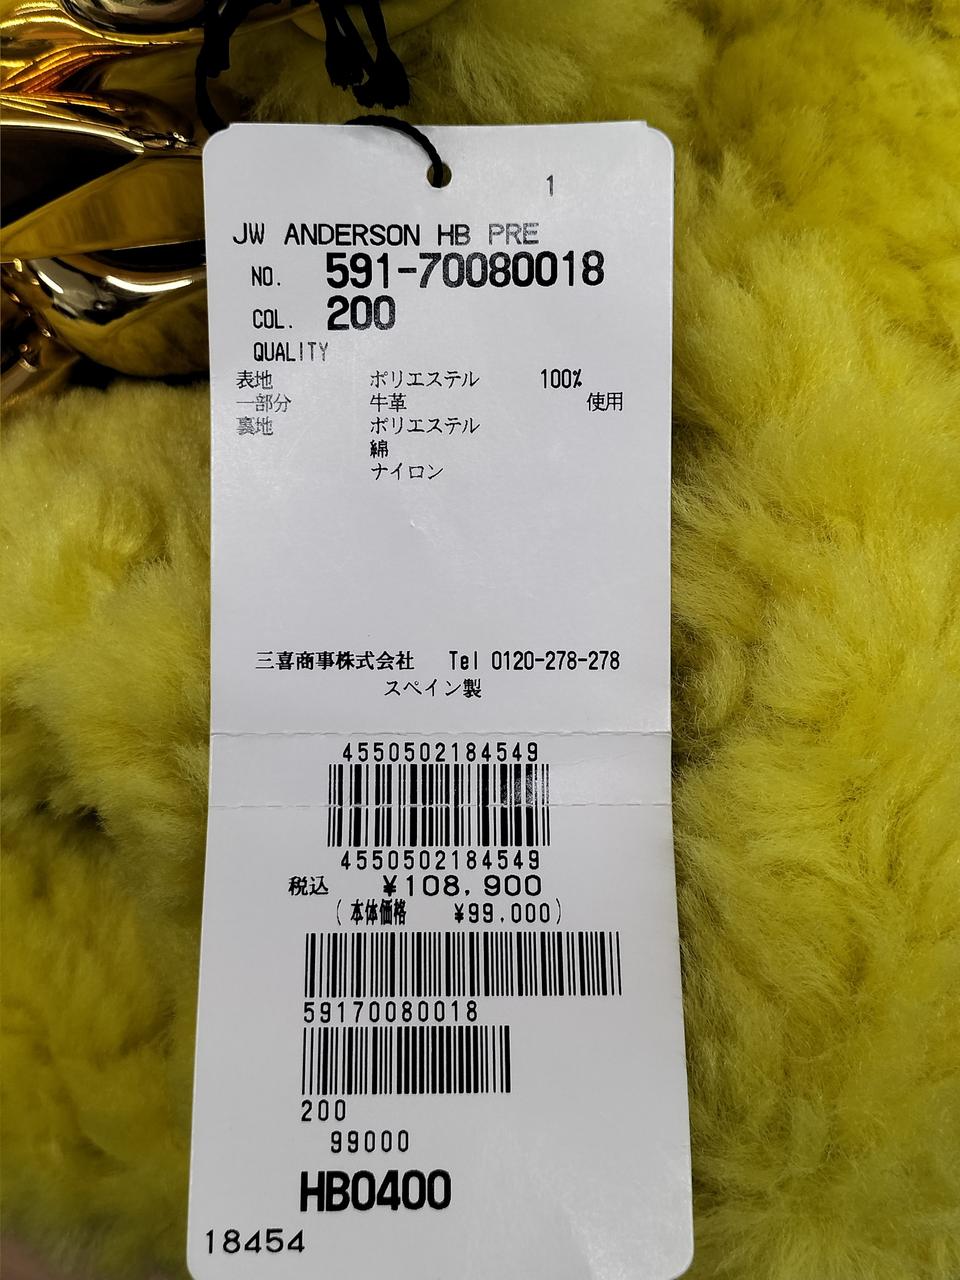 1
JW ANDERSON HB PRE
NO. 591-70080018
COL. 200
QUALITY
表地 ポリエステル 100%
一部分 牛革 使用
裏地 ポリエステル
綿
ナイロン
三喜商事株式会社 Tel 0120-278-278
スペイン製
4550502184549
4550502184549
税込 ¥108,900
(本体価格 ¥99,000)
59170080018
200
99000
HB0400
18454